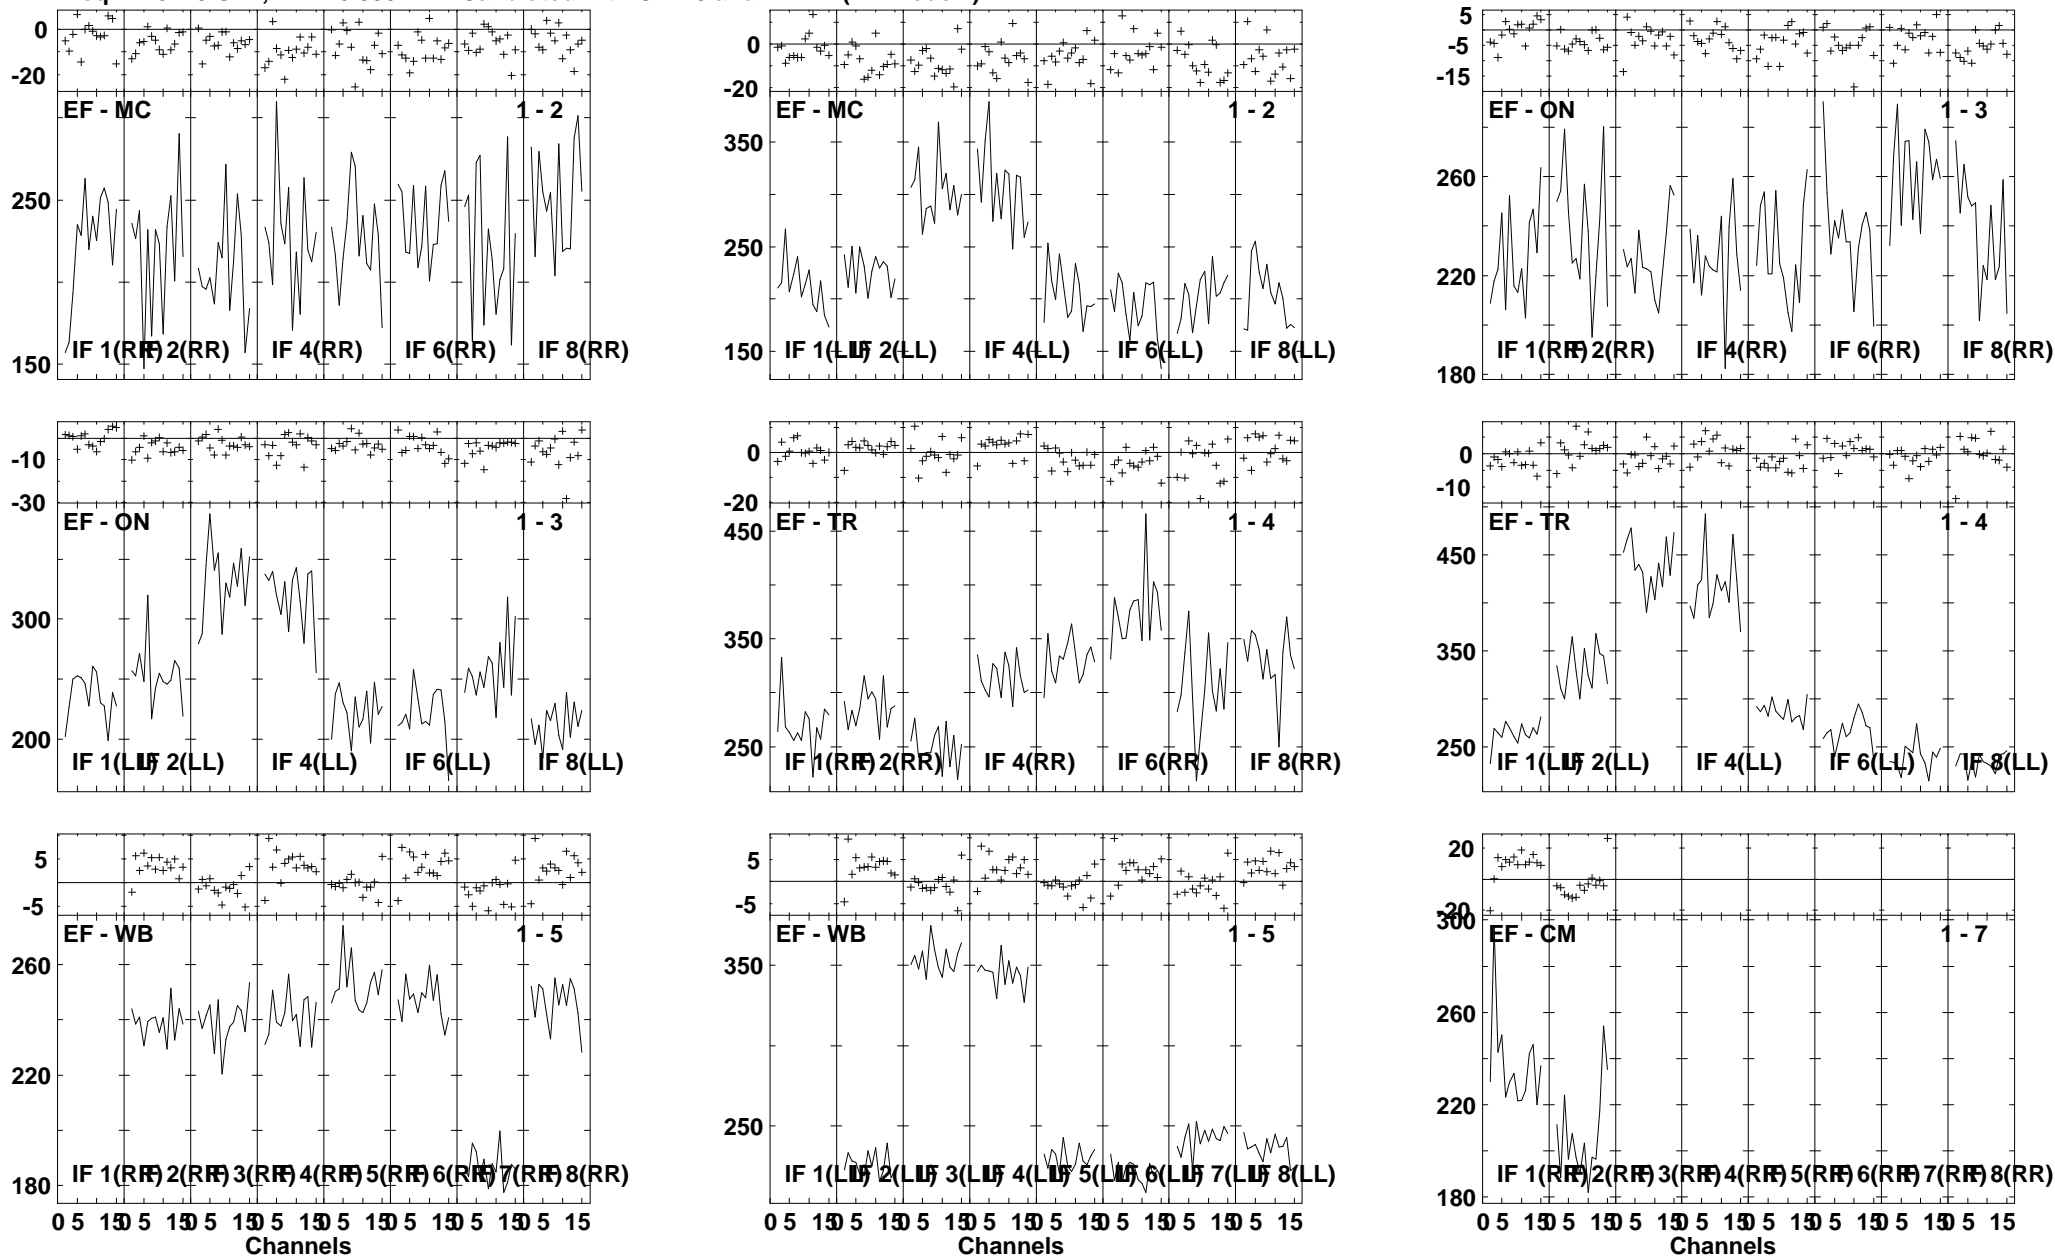 0
-20
EF - MC 1 - 2
250
150
IF 1(RR) IF 2(RR) IF 4(RR) IF 6(RR) IF 8(RR)
0
-20
EF - MC 1 - 2
350
250
150
IF 1(LL) IF 2(LL) IF 4(LL) IF 6(LL) IF 8(LL)
5
-5
-15
EF - ON 1 - 3
260
220
180
IF 1(RR) IF 2(RR) IF 4(RR) IF 6(RR) IF 8(RR)
-10
-30
EF - ON 1 - 3
300
200
IF 1(LL) IF 2(LL) IF 4(LL) IF 6(LL) IF 8(LL)
0
-20
EF - TR 1 - 4
450
350
250
IF 1(RR) IF 2(RR) IF 4(RR) IF 6(RR) IF 8(RR)
0
-10
EF - TR 1 - 4
450
350
250
IF 1(LL) IF 2(LL) IF 4(LL) IF 6(LL) IF 8(LL)
5
-5
EF - WB 1 - 5
260
220
180
IF 1(RR) IF 2(RR) IF 3(RR) IF 4(RR) IF 5(RR) IF 6(RR) IF 7(RR) IF 8(RR)
0 5 15 0 5 15 0 5 15 0 5 15 0 5 15 0 5 15 0 5 15 0 5 15
Channels
5
-5
EF - WB 1 - 5
350
250
IF 1(LL) IF 2(LL) IF 3(LL) IF 4(LL) IF 5(LL) IF 6(LL) IF 7(LL) IF 8(LL)
0 5 15 0 5 15 0 5 15 0 5 15 0 5 15 0 5 15 0 5 15 0 5 15
Channels
20
-20
300
EF - CM 1 - 7
260
220
180
IF 1(RR) IF 2(RR) IF 3(RR) IF 4(RR) IF 5(RR) IF 6(RR) IF 7(RR) IF 8(RR)
0 5 15 0 5 15 0 5 15 0 5 15 0 5 15 0 5 15 0 5 15 0 5 15
Channels